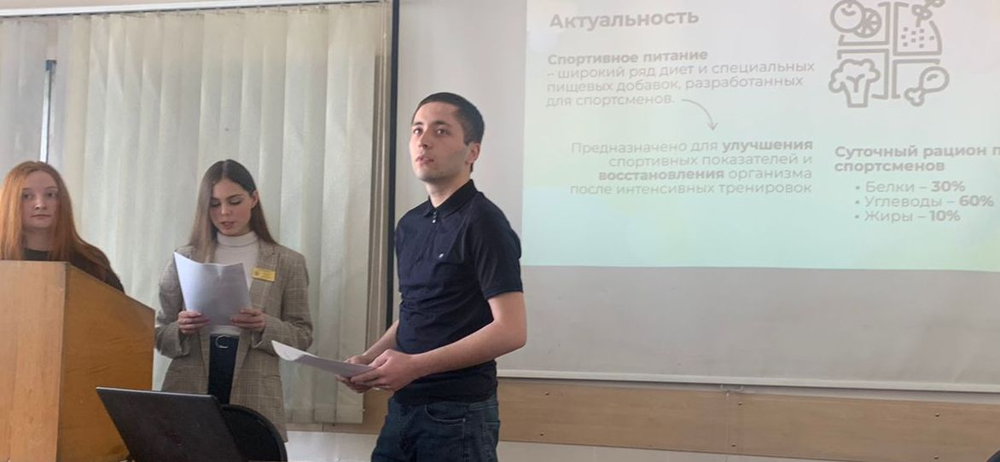 Актуальность
Спортивное питание
– широкий ряд диет и специальных
пищевых добавок, разработанных
для спортсменов.
Предназначено для улучшения
спортивных показателей и
восстановления организма
после интенсивных тренировок
Суточный рацион п
спортсменов
• Белки – 30%
• Углеводы – 60%
• Жиры – 10%